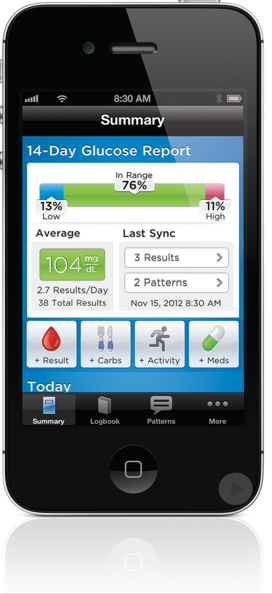 8:30 AM
Summary
14-Day Glucose Report
In Range
76%
13%
Low
11%
High
Average
Last Sync
104 mg/dL
3 Results
2 Patterns
2.7 Results/Day
38 Total Results
Nov 15, 2012 8:30 AM
+ Result
+ Carbs
+ Activity
+ Meds
Today
Summary
Logbook
Patterns
More